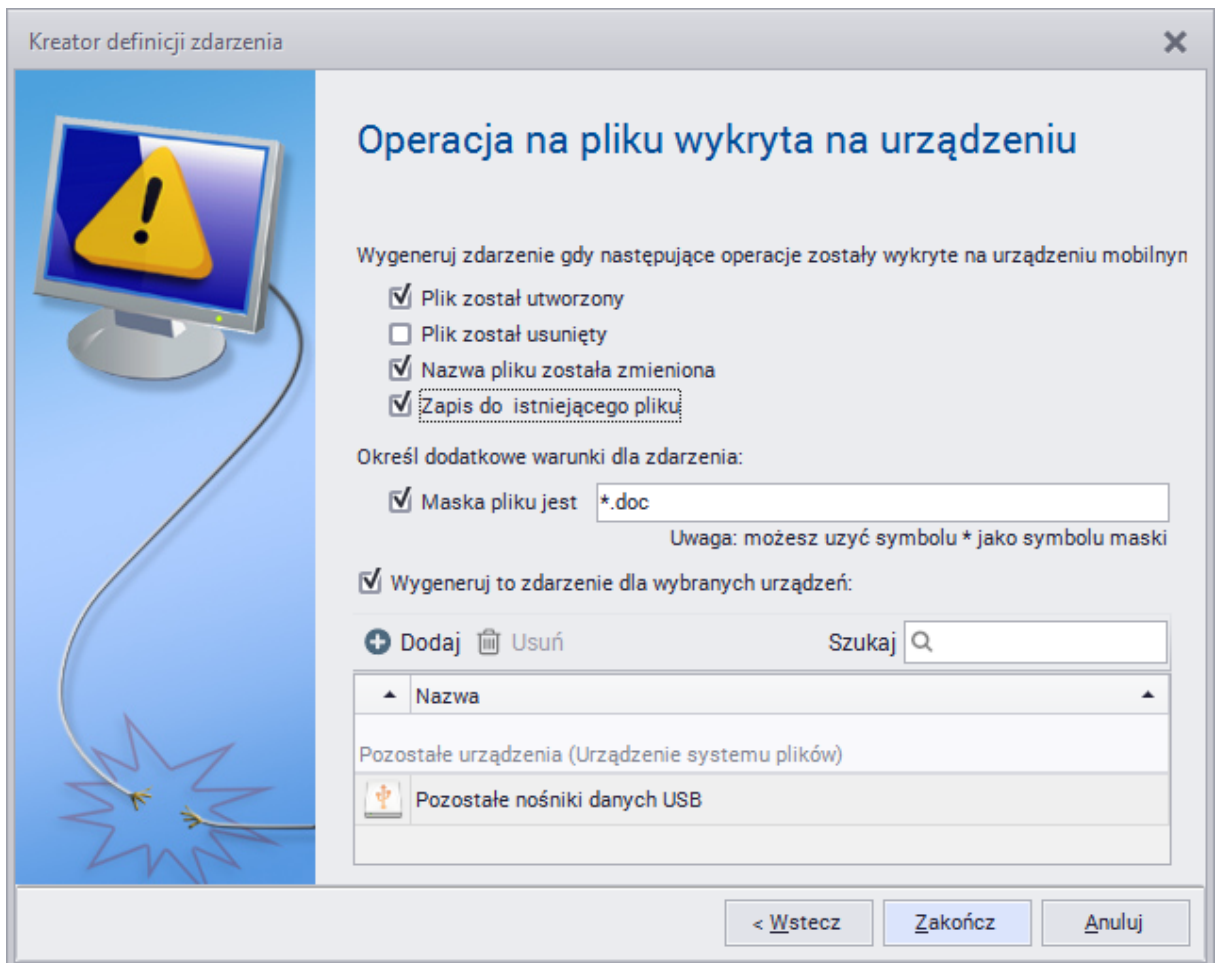 Kreator definicji zdarzenia
Operacja na pliku wykryta na urządzeniu
Wygeneruj zdarzenie gdy następujące operacje zostały wykryte na urządzeniu mobilnym
Plik został utworzony
Plik został usunięty
Nazwa pliku została zmieniona
Zapis do istniejącego pliku
Określ dodatkowe warunki dla zdarzenia:
Maska pliku jest *.doc
Uwaga: możesz uzyć symbolu * jako symbolu maski
Wygeneruj to zdarzenie dla wybranych urządzeń:
Dodaj Usuń Szukaj
Nazwa
Pozostałe urządzenia (Urządzenie systemu plików)
Pozostałe nośniki danych USB
< Wstecz Zakończ Anuluj